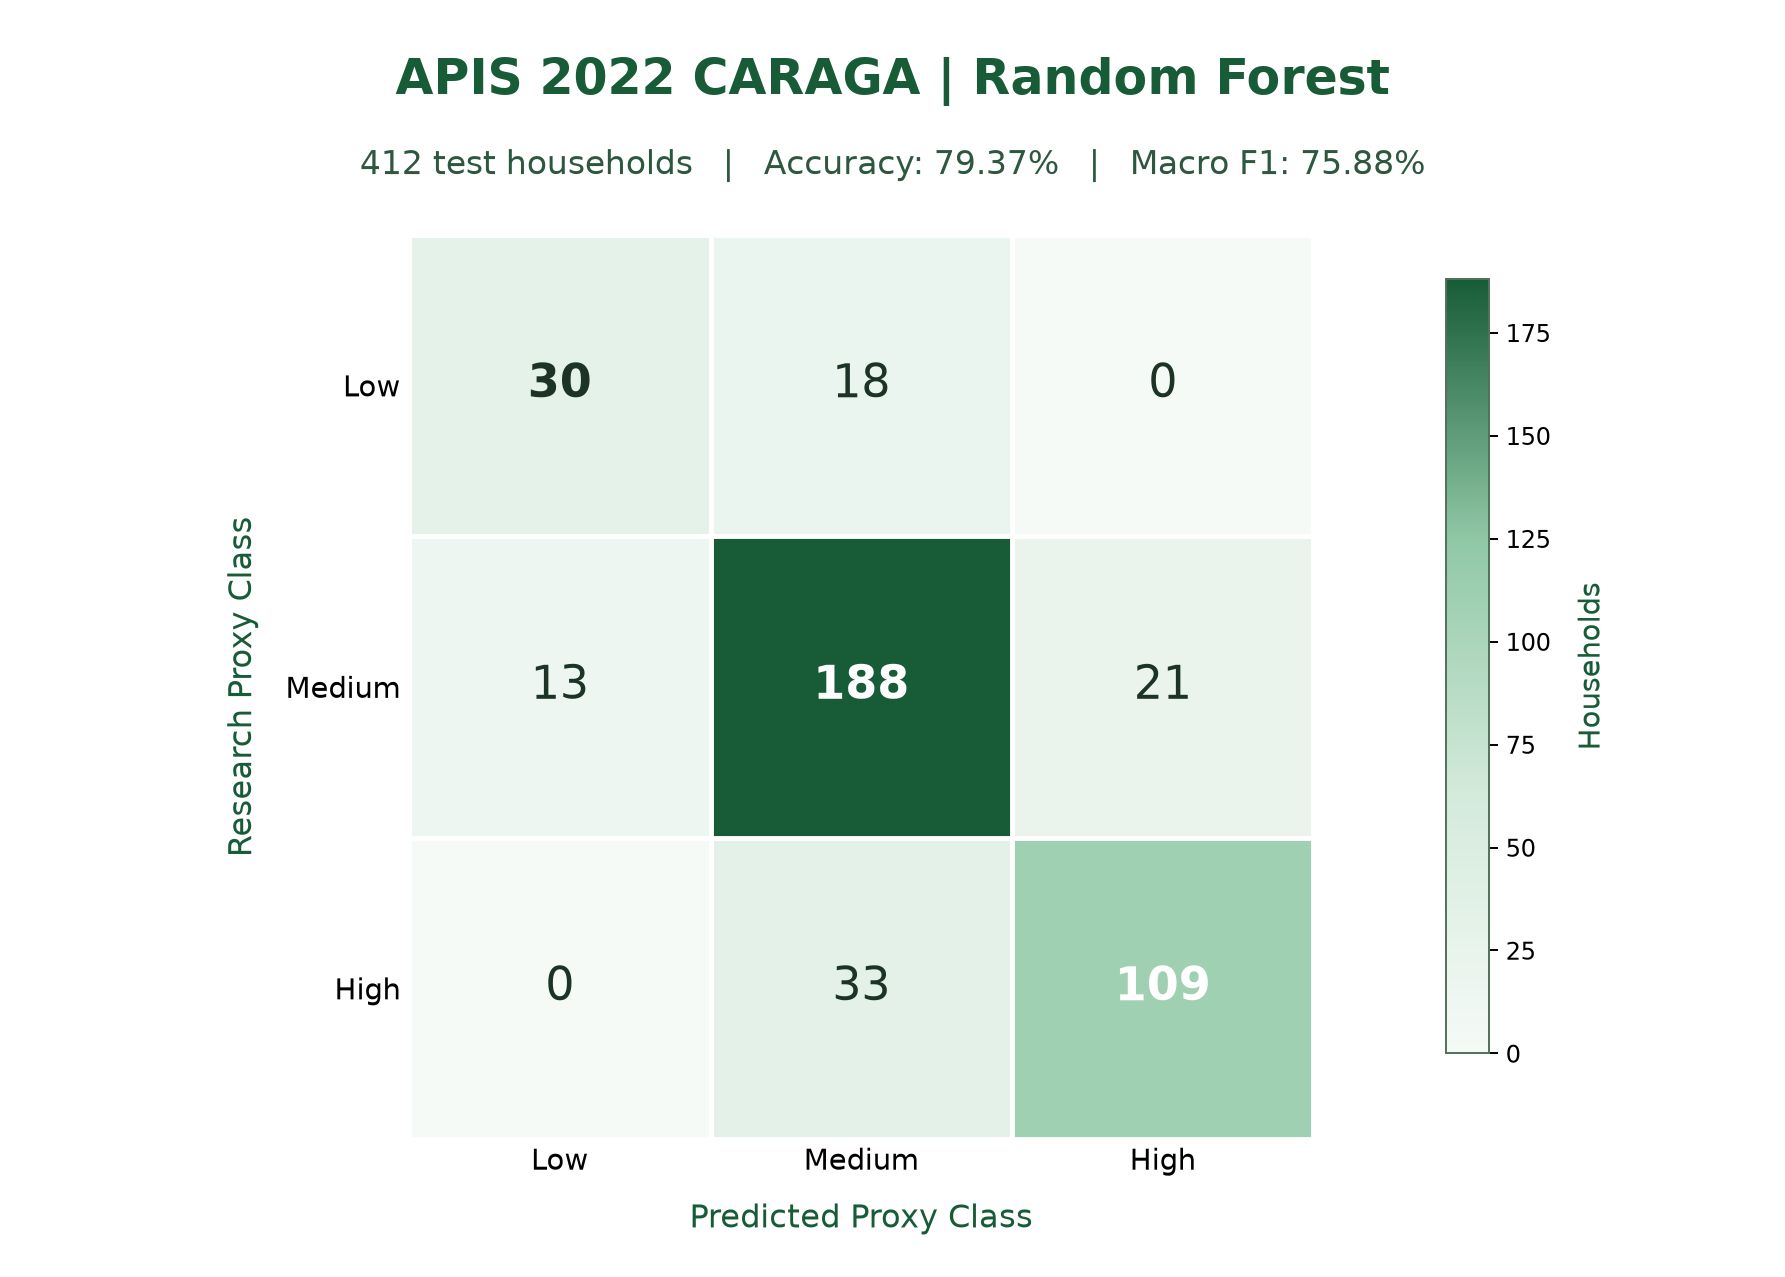 APIS 2022 CARAGA | Random Forest
412 test households | Accuracy: 79.37% | Macro F1: 75.88%
Research Proxy Class
Low
30 18 0
Medium
13 188 21
High
0 33 109
Low Medium High
Predicted Proxy Class
175
150
125
100
75
50
25
0
Households